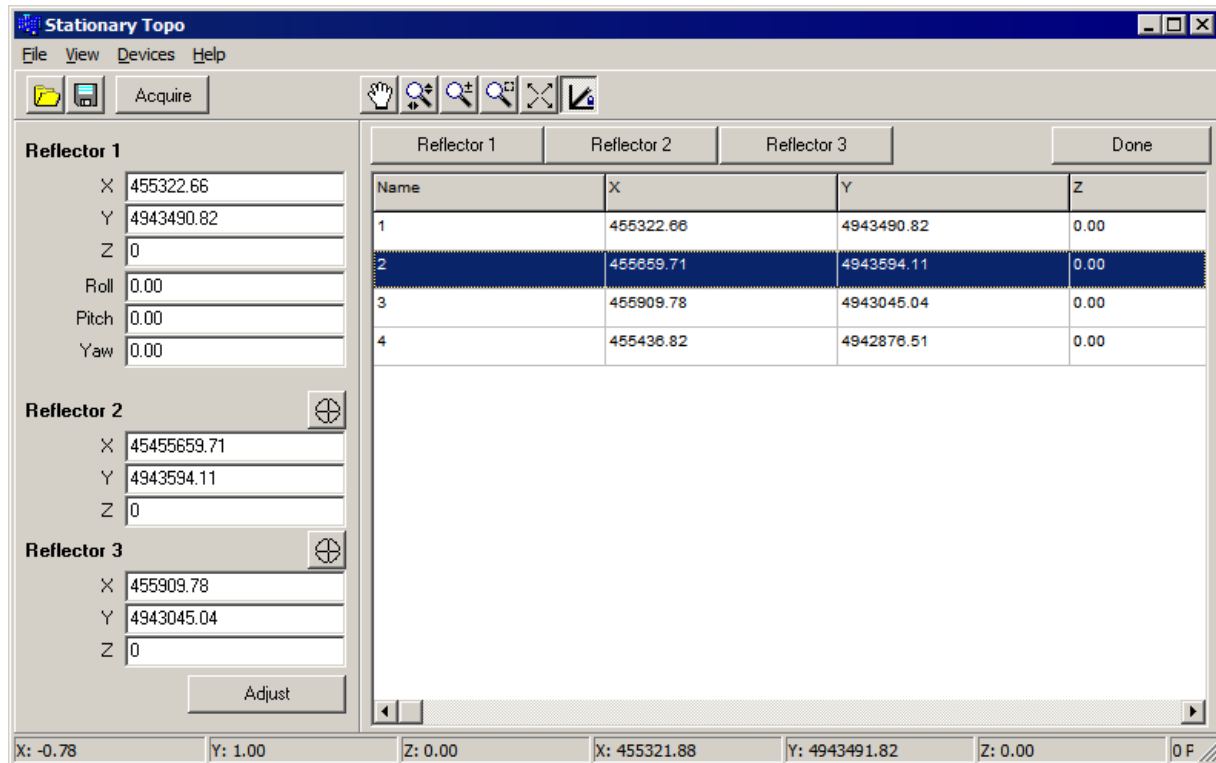 Stationary Topo
File View Devices Help
Acquire
Reflector 1
X 455322.66
Y 4943490.82
Z 0
Roll 0.00
Pitch 0.00
Yaw 0.00
Reflector 2
X 45455659.71
Y 4943594.11
Z 0
Reflector 3
X 455909.78
Y 4943045.04
Z 0
Adjust
Reflector 1 Reflector 2 Reflector 3 Done
Name X Y Z
1 455322.66 4943490.82 0.00
2 455659.71 4943594.11 0.00
3 455909.78 4943045.04 0.00
4 455436.82 4942876.51 0.00
X: -0.78 Y: 1.00 Z: 0.00 X: 455321.88 Y: 4943491.82 Z: 0.00 0 F